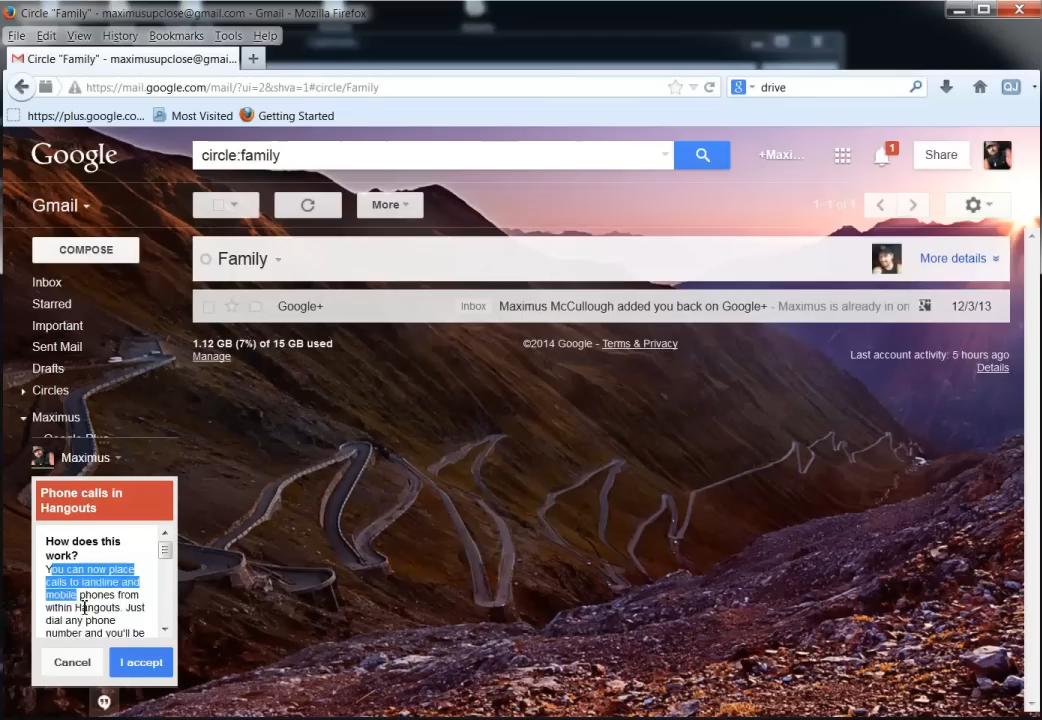 Circle "Family" - maximusupclose@gmail.com - Gmail - Mozilla Firefox
File Edit View History Bookmarks Tools Help
Circle "Family" - maximusupclose@gmai...
https://mail.google.com/mail/?ui=2&shva=1#circle/Family
drive
https://plus.google.co... Most Visited Getting Started
Google
circle:family
+Maxi...
1
Share
Gmail
More
1–1 of 1
COMPOSE
Family
More details
Inbox
Starred
Important
Sent Mail
Drafts
Circles
Maximus
Google Plus
Google+ Inbox Maximus McCullough added you back on Google+ - Maximus is already in on 12/3/13
1.12 GB (7%) of 15 GB used
Manage
©2014 Google - Terms & Privacy
Last account activity: 5 hours ago
Details
Maximus
Phone calls in
Hangouts
How does this
work?
You can now place
calls to landline and
mobile phones from
within Hangouts. Just
dial any phone
number and you'll be
Cancel I accept